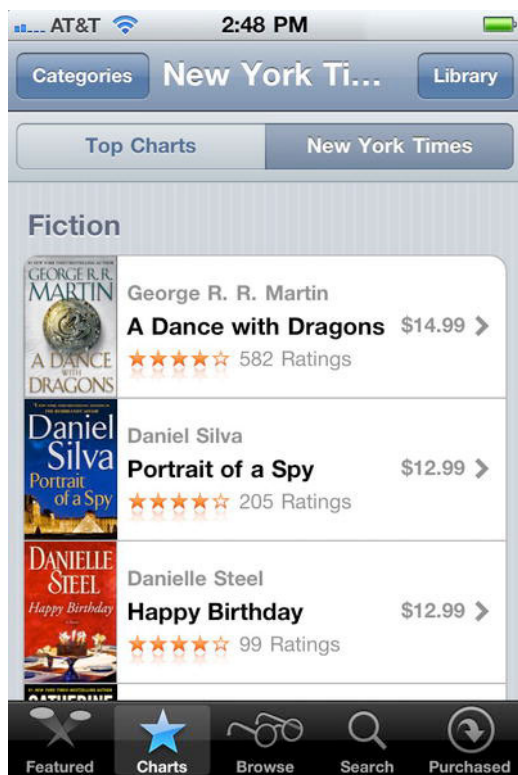 AT&T 2:48 PM
Categories New York Ti... Library
Top Charts New York Times
Fiction
GEORGE R. R.
MARTIN
A DANCE
WITH
DRAGONS
George R. R. Martin
A Dance with Dragons $14.99
582 Ratings
Daniel
Silva
Portrait
of a Spy
Daniel Silva
Portrait of a Spy $12.99
205 Ratings
DANIELLE
STEEL
Happy Birthday
Danielle Steel
Happy Birthday $12.99
99 Ratings
CATHERINE
Featured Charts Browse Search Purchased